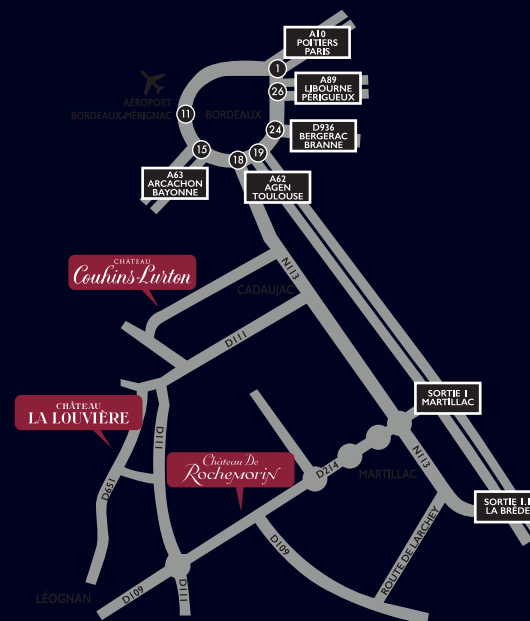 A10
POITIERS
PARIS
1
A89
LIBOURNE
PÉRIGUEUX
26
AÉROPORT
BORDEAUX-MÉRIGNAC
11
BORDEAUX
24
D936
BERGERAC
BRANNE
15
18
19
A63
ARCACHON
BAYONNE
A62
AGEN
TOULOUSE
N113
CHÂTEAU
Couhins-Lurton
CADAUJAC
D111
CHÂTEAU
LA LOUVIÈRE
SORTIE 1
MARTILLAC
D111
Château De
Rochemorin
D214
MARTILLAC
N113
D651
SORTIE 1.1
LA BRÈDE
ROUTE DE LARCHEY
D109
LÉOGNAN
D109
D111